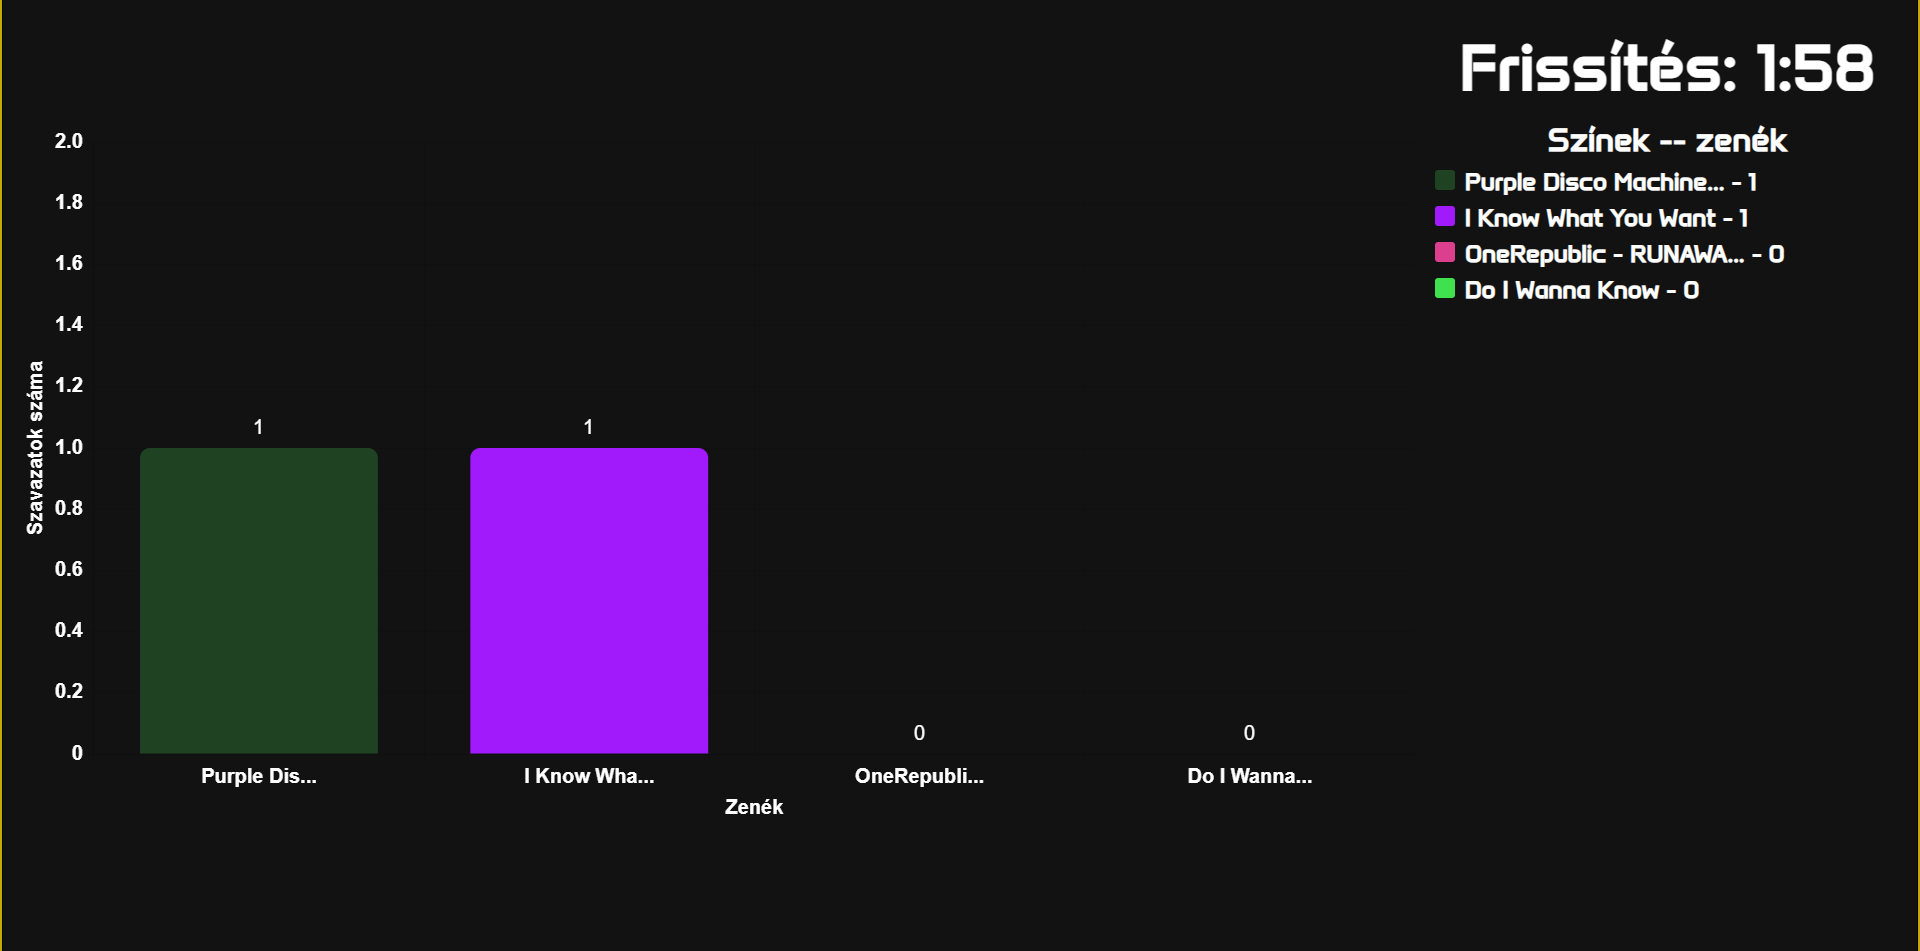 Frissítés: 1:58
Színek -- zenék
Purple Disco Machine... - 1
I Know What You Want - 1
OneRepublic - RUNAWA... - 0
Do I Wanna Know - 0
Szavazatok száma
2.0
1.8
1.6
1.4
1.2
1.0
0.8
0.6
0.4
0.2
0
1
1
0
0
Purple Dis...
I Know Wha...
OneRepubli...
Do I Wanna...
Zenék